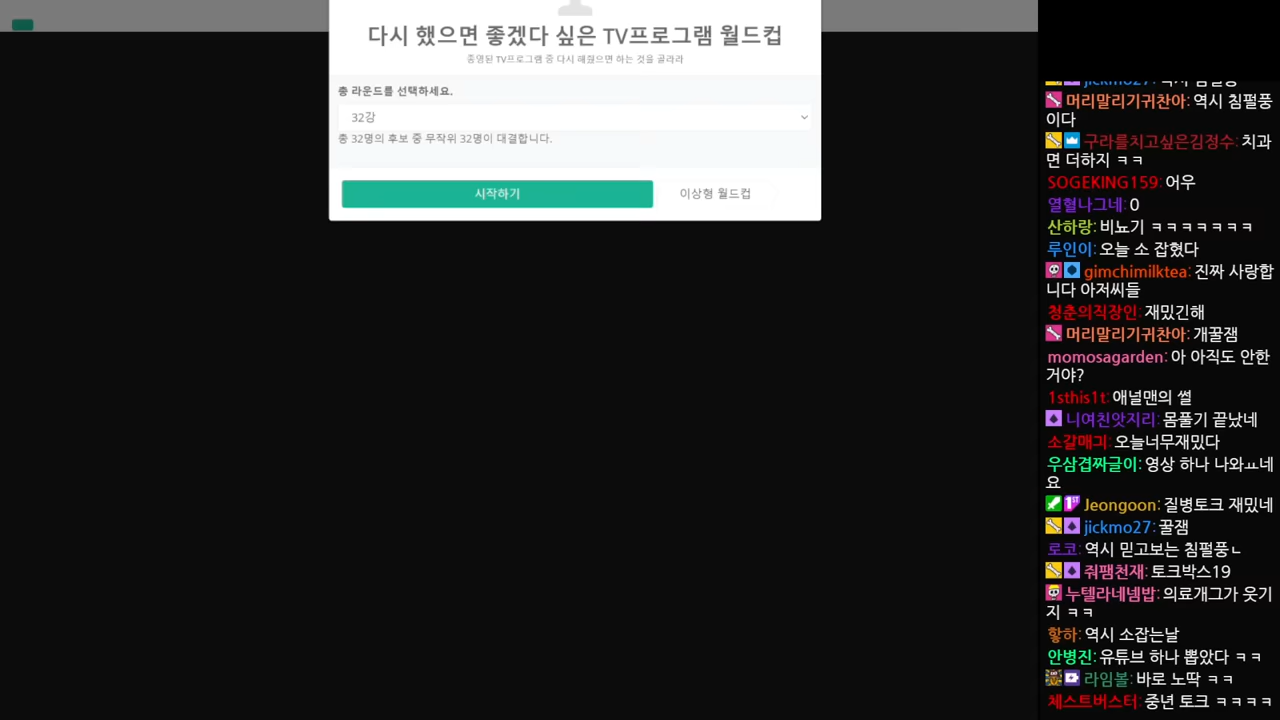 다시 했으면 좋겠다 싶은 TV프로그램 월드컵
종영된 TV프로그램 중 다시 해줬으면 하는 것을 골라라
총 라운드를 선택하세요.
32강
총 32명의 후보 중 무작위 32명이 대결합니다.
시작하기
이상형 월드컵
jickmo27: 역시 침펄풍
머리말리기귀찬아: 역시 침펄풍
이다
구라를치고싶은김정수: 치과
면 더하지 ㅋㅋ
SOGEKING159: 어우
열혈나그네: 0
산하랑: 비뇨기 ㅋㅋㅋㅋㅋㅋㅋ
루인이: 오늘 소 잡혔다
gimchimilktea: 진짜 사랑합
니다 아저씨들
청춘의직장인: 재밌긴해
머리말리기귀찬아: 개꿀잼
momosagarden: 아 아직도 안한
거야?
1sthis1t: 애널맨의 썰
니여친앗지리: 몸풀기 끝났네
소갈매긔: 오늘너무재밌다
우삼겹짜글이: 영상 하나 나와ㅛ네
요
Jeongoon: 질병토크 재밌네
jickmo27: 꿀잼
로코: 역시 믿고보는 침펄풍ㄴ
줘팸천재: 토크박스19
누텔라네넴밥: 의료개그가 웃기
지 ㅋㅋ
핳하: 역시 소잡는날
안병진: 유튜브 하나 뽑았다 ㅋㅋ
라임볼: 바로 노딱 ㅋㅋ
체스트버스터: 중년 토크 ㅋㅋㅋㅋ